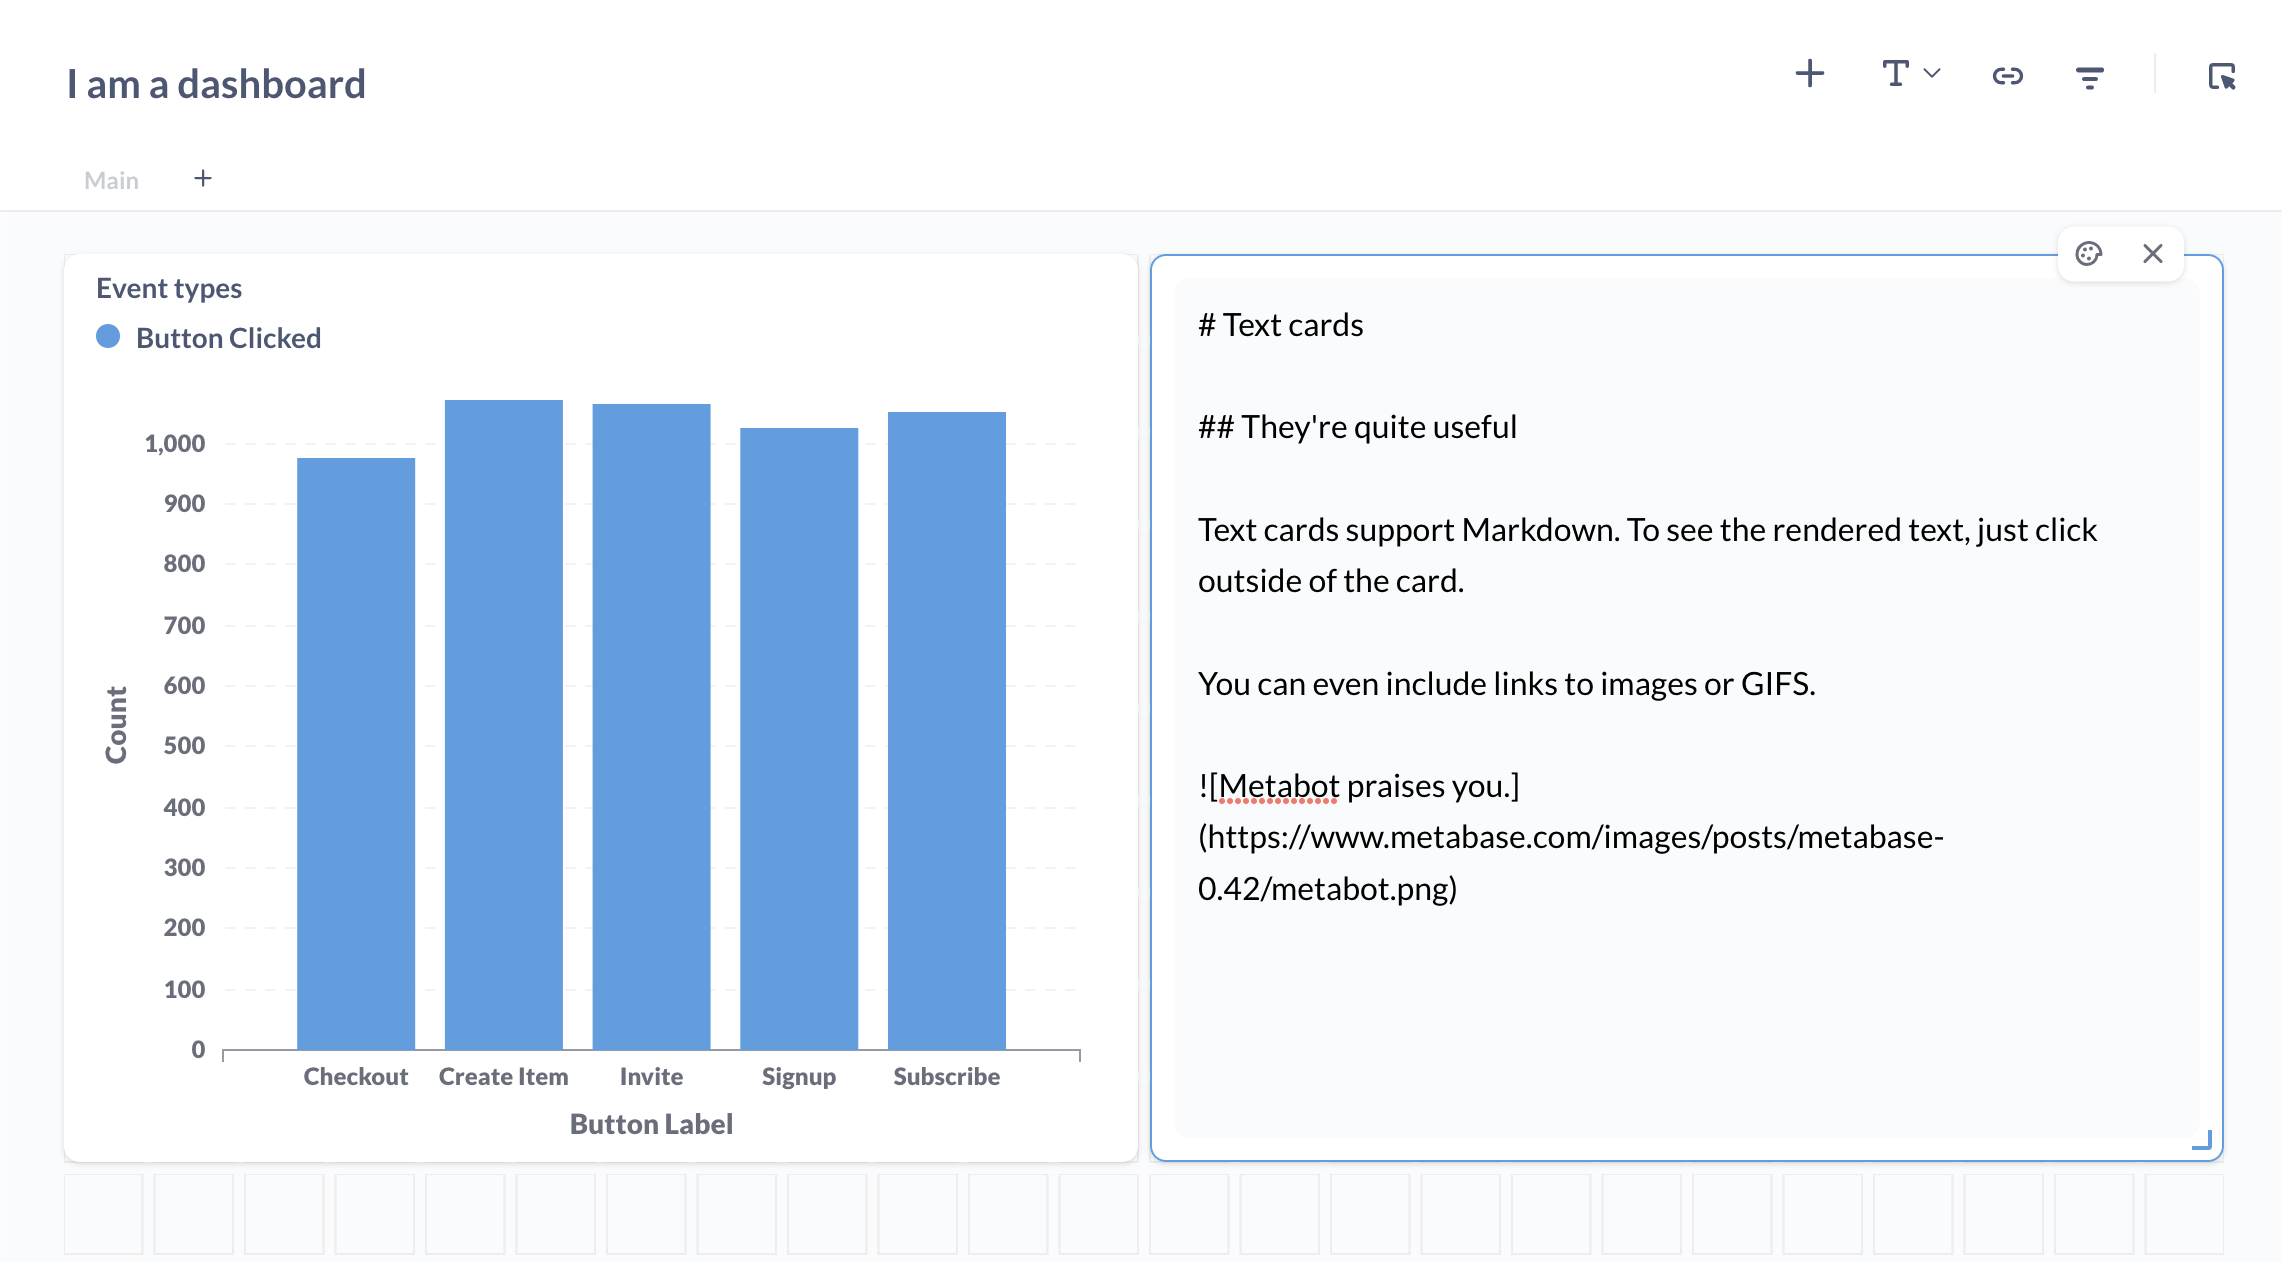 I am a dashboard
Main
Event types
Button Clicked
1,000
900
800
700
600
500
400
300
200
100
0
Count
Checkout Create Item Invite Signup Subscribe
Button Label
# Text cards
## They're quite useful
Text cards support Markdown. To see the rendered text, just click
outside of the card.
You can even include links to images or GIFS.
![Metabot praises you.]
(https://www.metabase.com/images/posts/metabase-
0.42/metabot.png)